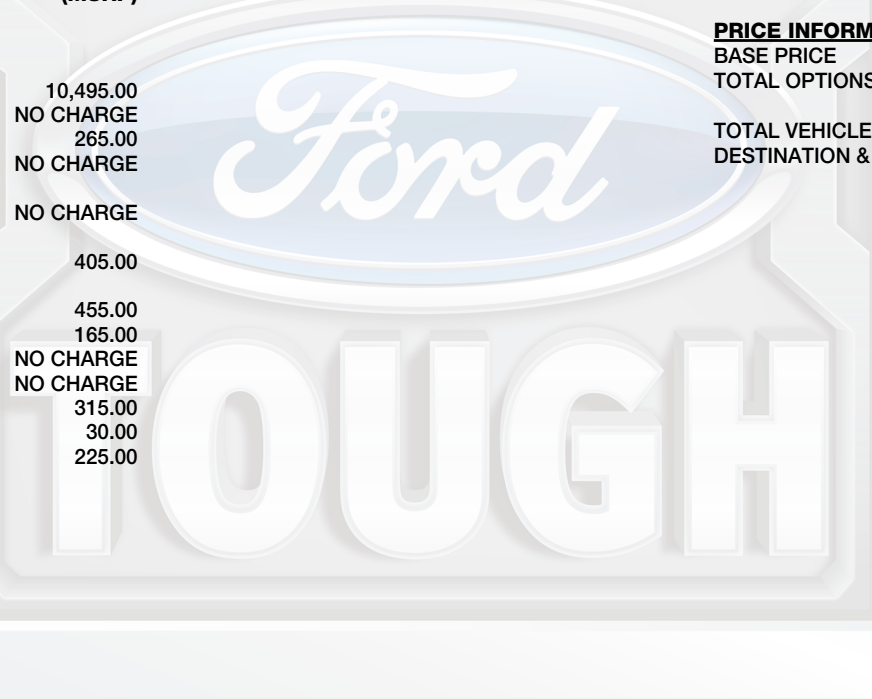 10,495.00
NO CHARGE
265.00
NO CHARGE
NO CHARGE
405.00
455.00
165.00
NO CHARGE
NO CHARGE
315.00
30.00
225.00
PRICE INFORM
BASE PRICE
TOTAL OPTIONS
TOTAL VEHICLE
DESTINATION &
Ford
TOUGH